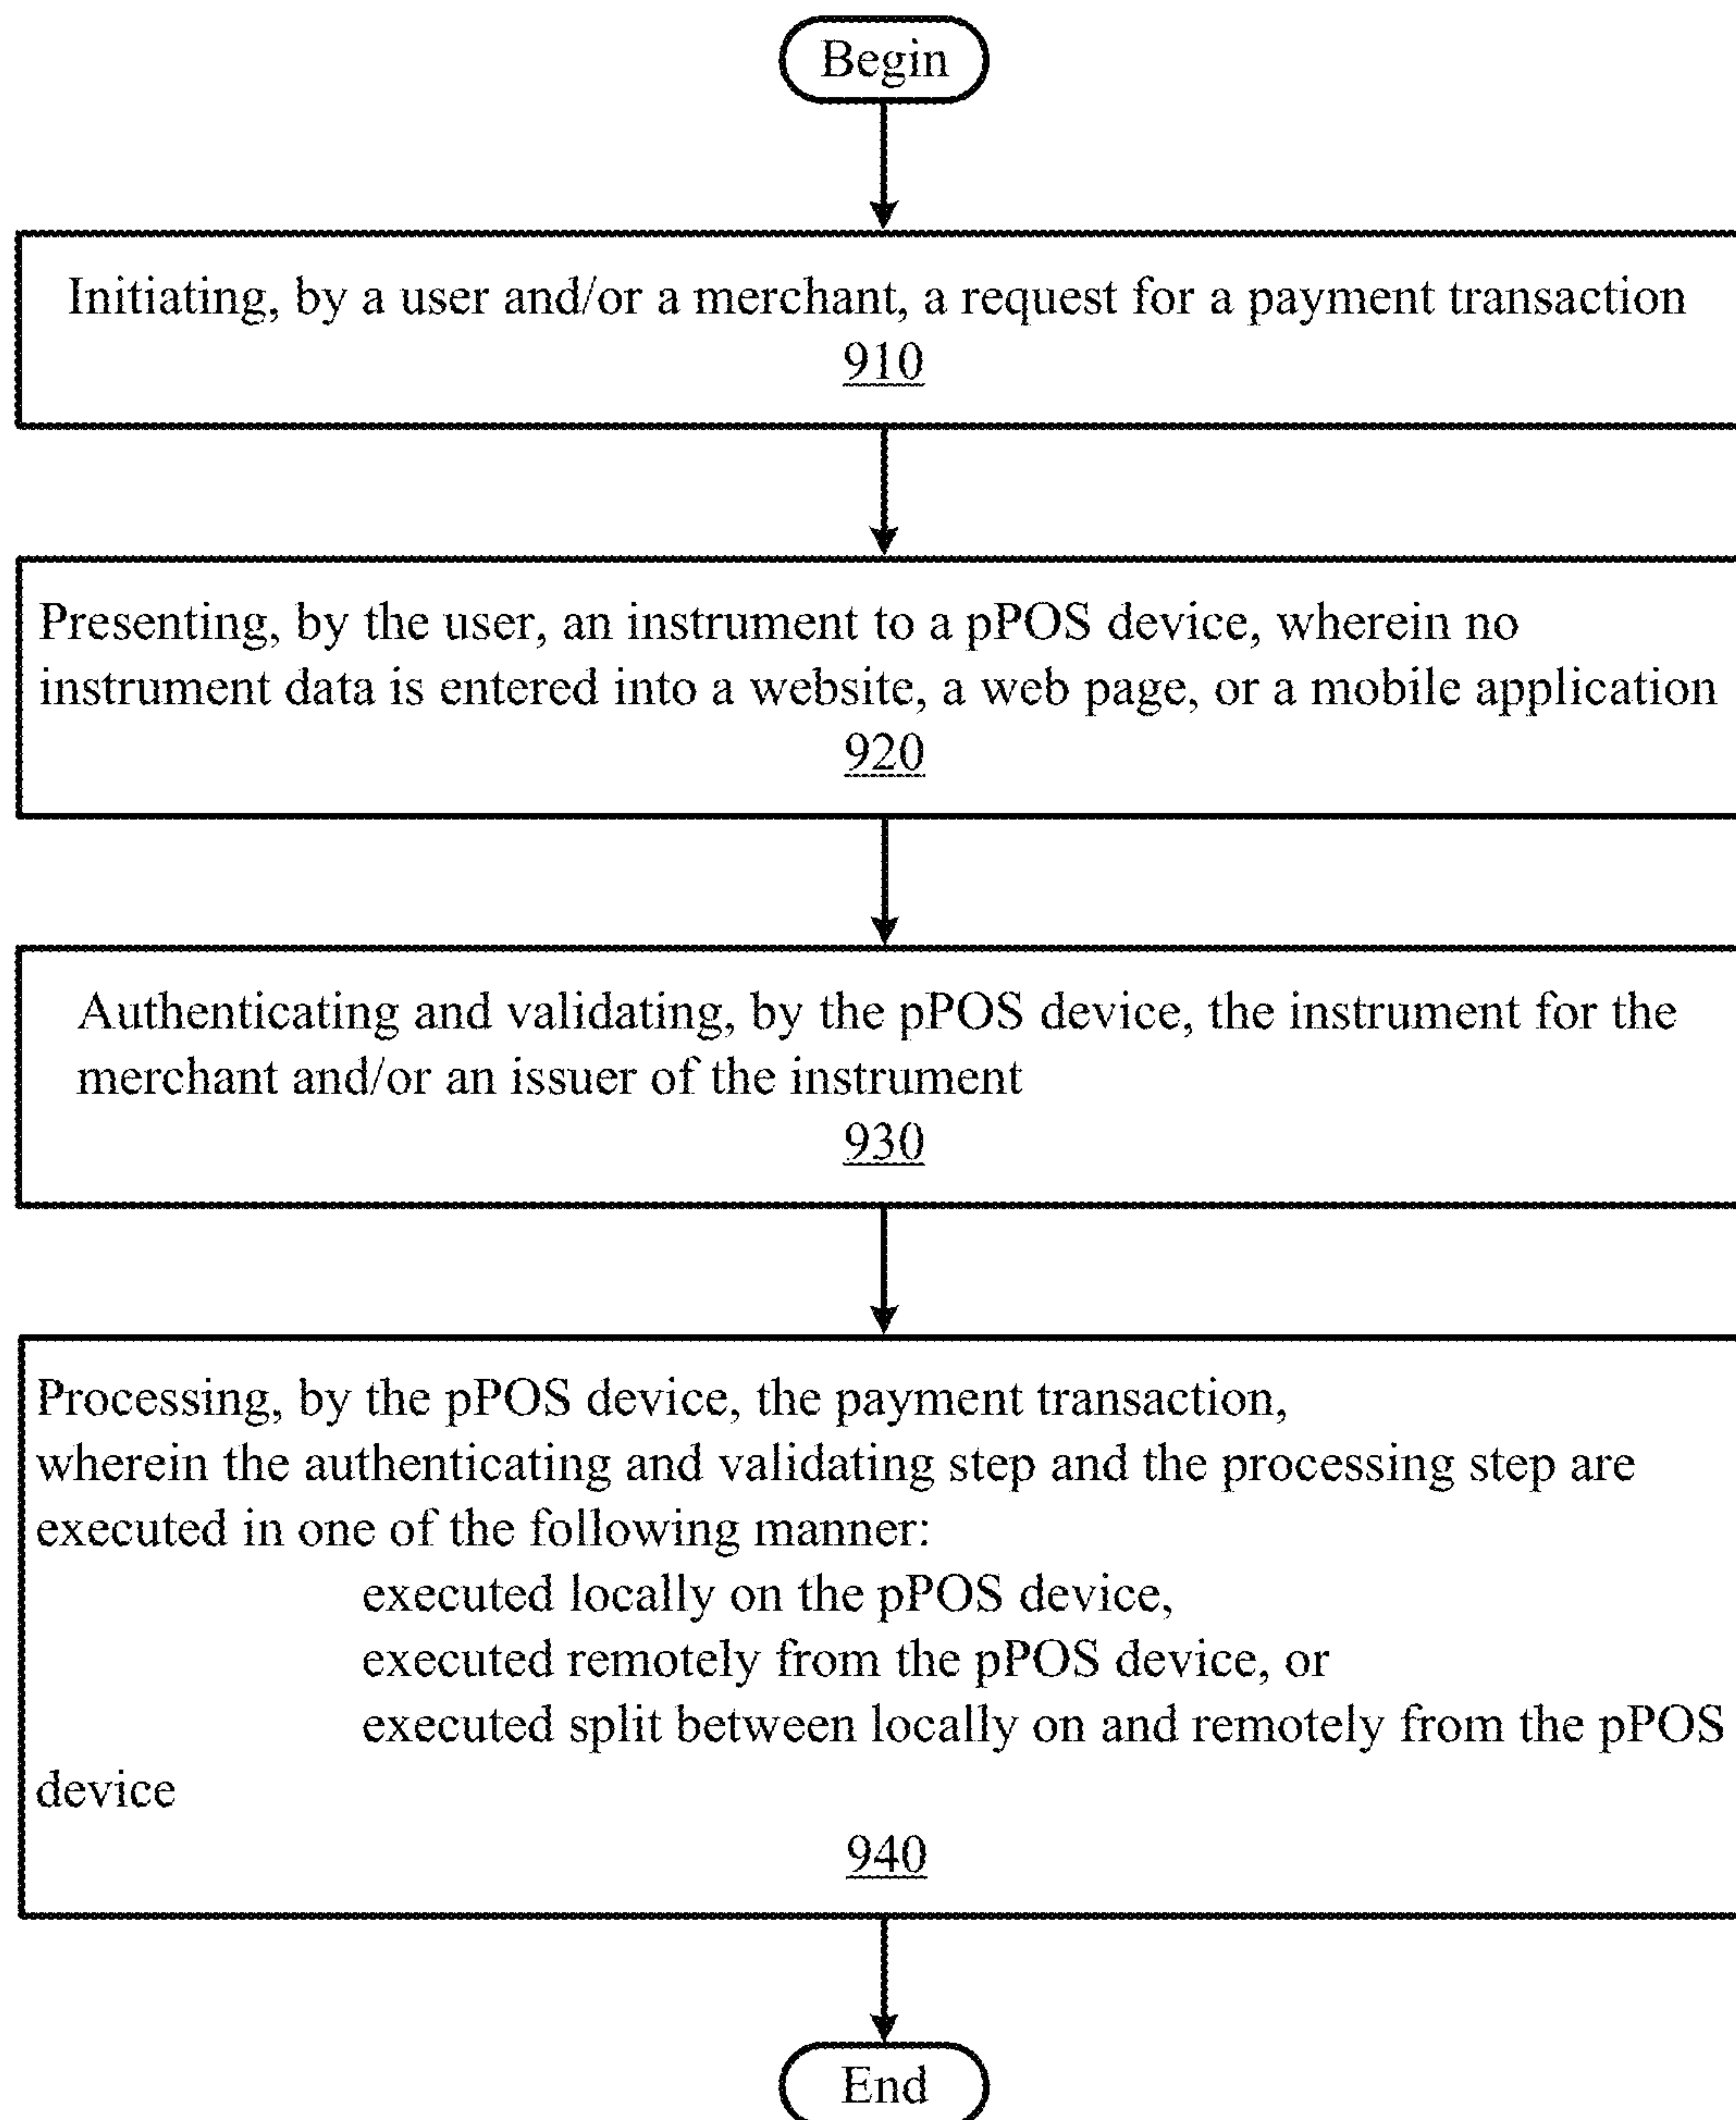 Begin
Initiating, by a user and/or a merchant, a request for a payment transaction
910
Presenting, by the user, an instrument to a pPOS device, wherein no
instrument data is entered into a website, a web page, or a mobile application
920
Authenticating and validating, by the pPOS device, the instrument for the
merchant and/or an issuer of the instrument
930
Processing, by the pPOS device, the payment transaction,
wherein the authenticating and validating step and the processing step are
executed in one of the following manner:
executed locally on the pPOS device,
executed remotely from the pPOS device, or
executed split between locally on and remotely from the pPOS
device
940
End